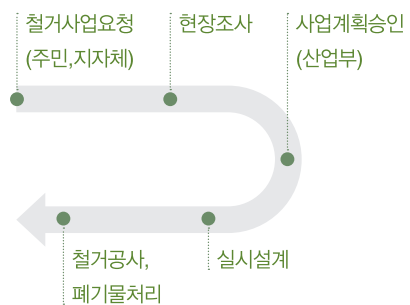 철거사업요청
(주민,지자체)
현장조사
사업계획승인
(산업부)
실시설계
철거공사,
폐기물처리